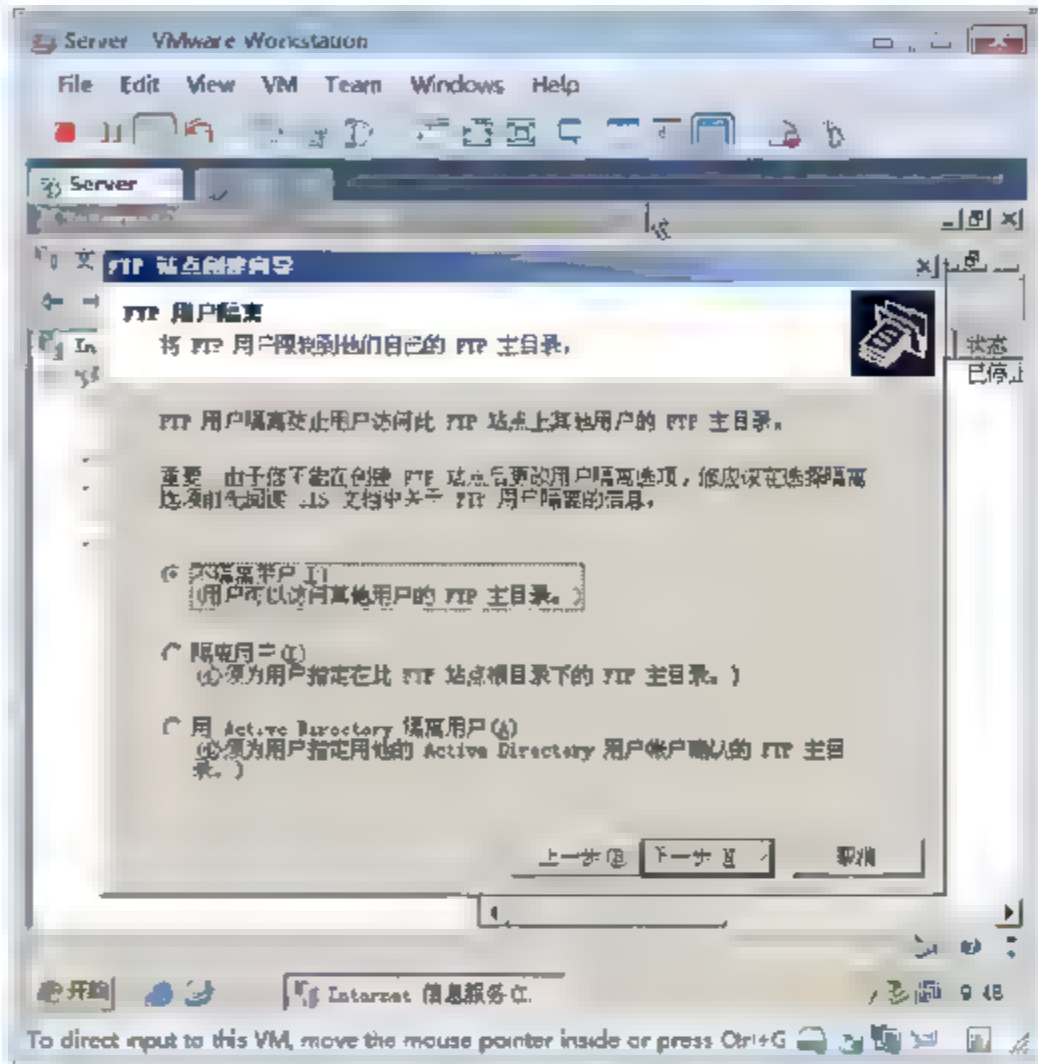 Server VMware Workstation
File Edit View VM Team Windows Help
Server
文
FTP 站点创建向导
FTP 用户隔离
将 FTP 用户限制到他们自己的 FTP 主目录。
In
状态
已停止
FTP 用户隔离防止用户访问此 FTP 站点上其他用户的 FTP 主目录。
重要 由于您不能在创建 FTP 站点后更改用户隔离选项，您应该在选择隔离
选项前先阅读 IIS 文档中关于 FTP 用户隔离的信息。
不隔离用户
(用户可以访问其他用户的 FTP 主目录。)
隔离用户(I)
(必须为用户指定在此 FTP 站点根目录下的 FTP 主目录。)
用 Active Directory 隔离用户(A)
(必须为用户指定用他的 Active Directory 用户帐户确认的 FTP 主目
录。)
上一步(B) 下一步(N) 取消
开始 Internet 信息服务(I. 9:48
To direct input to this VM, move the mouse pointer inside or press Ctrl+G